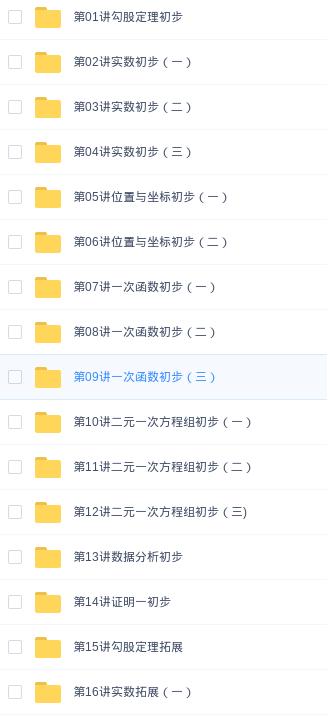 第01讲勾股定理初步
第02讲实数初步（一）
第03讲实数初步（二）
第04讲实数初步（三）
第05讲位置与坐标初步（一）
第06讲位置与坐标初步（二）
第07讲一次函数初步（一）
第08讲一次函数初步（二）
第09讲一次函数初步（三）
第10讲二元一次方程组初步（一）
第11讲二元一次方程组初步（二）
第12讲二元一次方程组初步（三)
第13讲数据分析初步
第14讲证明一初步
第15讲勾股定理拓展
第16讲实数拓展（一）